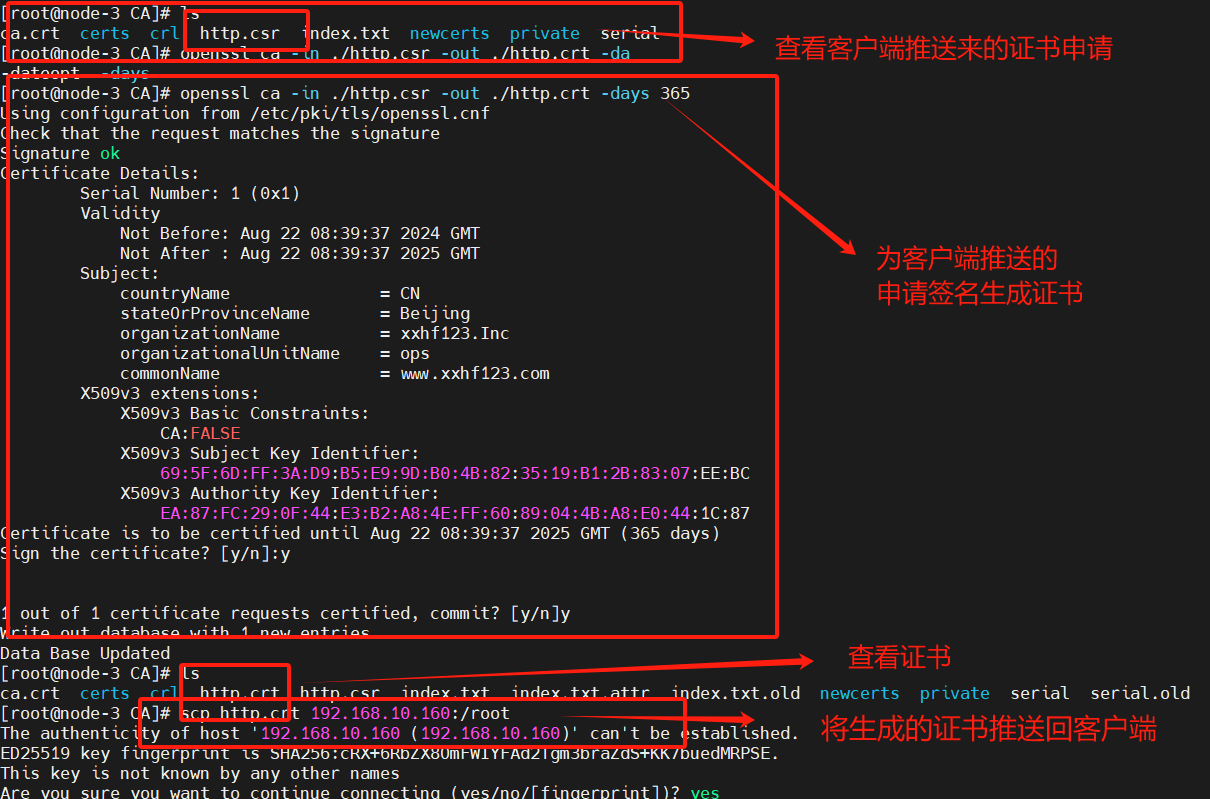 [root@node-3 CA]# ls
ca.crt certs crl http.csr index.txt newcerts private serial
查看客户端推送来的证书申请
[root@node-3 CA]# openssl ca -in ./http.csr -out ./http.crt -da
-dateopt -days
[root@node-3 CA]# openssl ca -in ./http.csr -out ./http.crt -days 365
Using configuration from /etc/pki/tls/openssl.cnf
Check that the request matches the signature
Signature ok
Certificate Details:
Serial Number: 1 (0x1)
Validity
Not Before: Aug 22 08:39:37 2024 GMT
Not After : Aug 22 08:39:37 2025 GMT
为客户端推送的
申请签名生成证书
Subject:
countryName = CN
stateOrProvinceName = Beijing
organizationName = xxhf123.Inc
organizationalUnitName = ops
commonName = www.xxhf123.com
X509v3 extensions:
X509v3 Basic Constraints:
CA:FALSE
X509v3 Subject Key Identifier:
69:5F:6D:FF:3A:D9:B5:E9:9D:B0:4B:82:35:19:B1:2B:83:07:EE:BC
X509v3 Authority Key Identifier:
EA:87:FC:29:0F:44:E3:B2:A8:4E:FF:60:89:04:4B:A8:E0:44:1C:87
Certificate is to be certified until Aug 22 08:39:37 2025 GMT (365 days)
Sign the certificate? [y/n]:y
1 out of 1 certificate requests certified, commit? [y/n]y
Write out database with 1 new entries
Data Base Updated
[root@node-3 CA]# ls
查看证书
ca.crt certs crl http.crt http.csr index.txt index.txt.attr index.txt.old newcerts private serial serial.old
[root@node-3 CA]# scp http.crt 192.168.10.160:/root
将生成的证书推送回客户端
The authenticity of host '192.168.10.160 (192.168.10.160)' can't be established.
ED25519 key fingerprint is SHA256:cRX+6RbZX8UmFWIYFAd2Tgm3brazdS+KK7buedMRPSE.
This key is not known by any other names
Are you sure you want to continue connecting (yes/no/[fingerprint])? yes